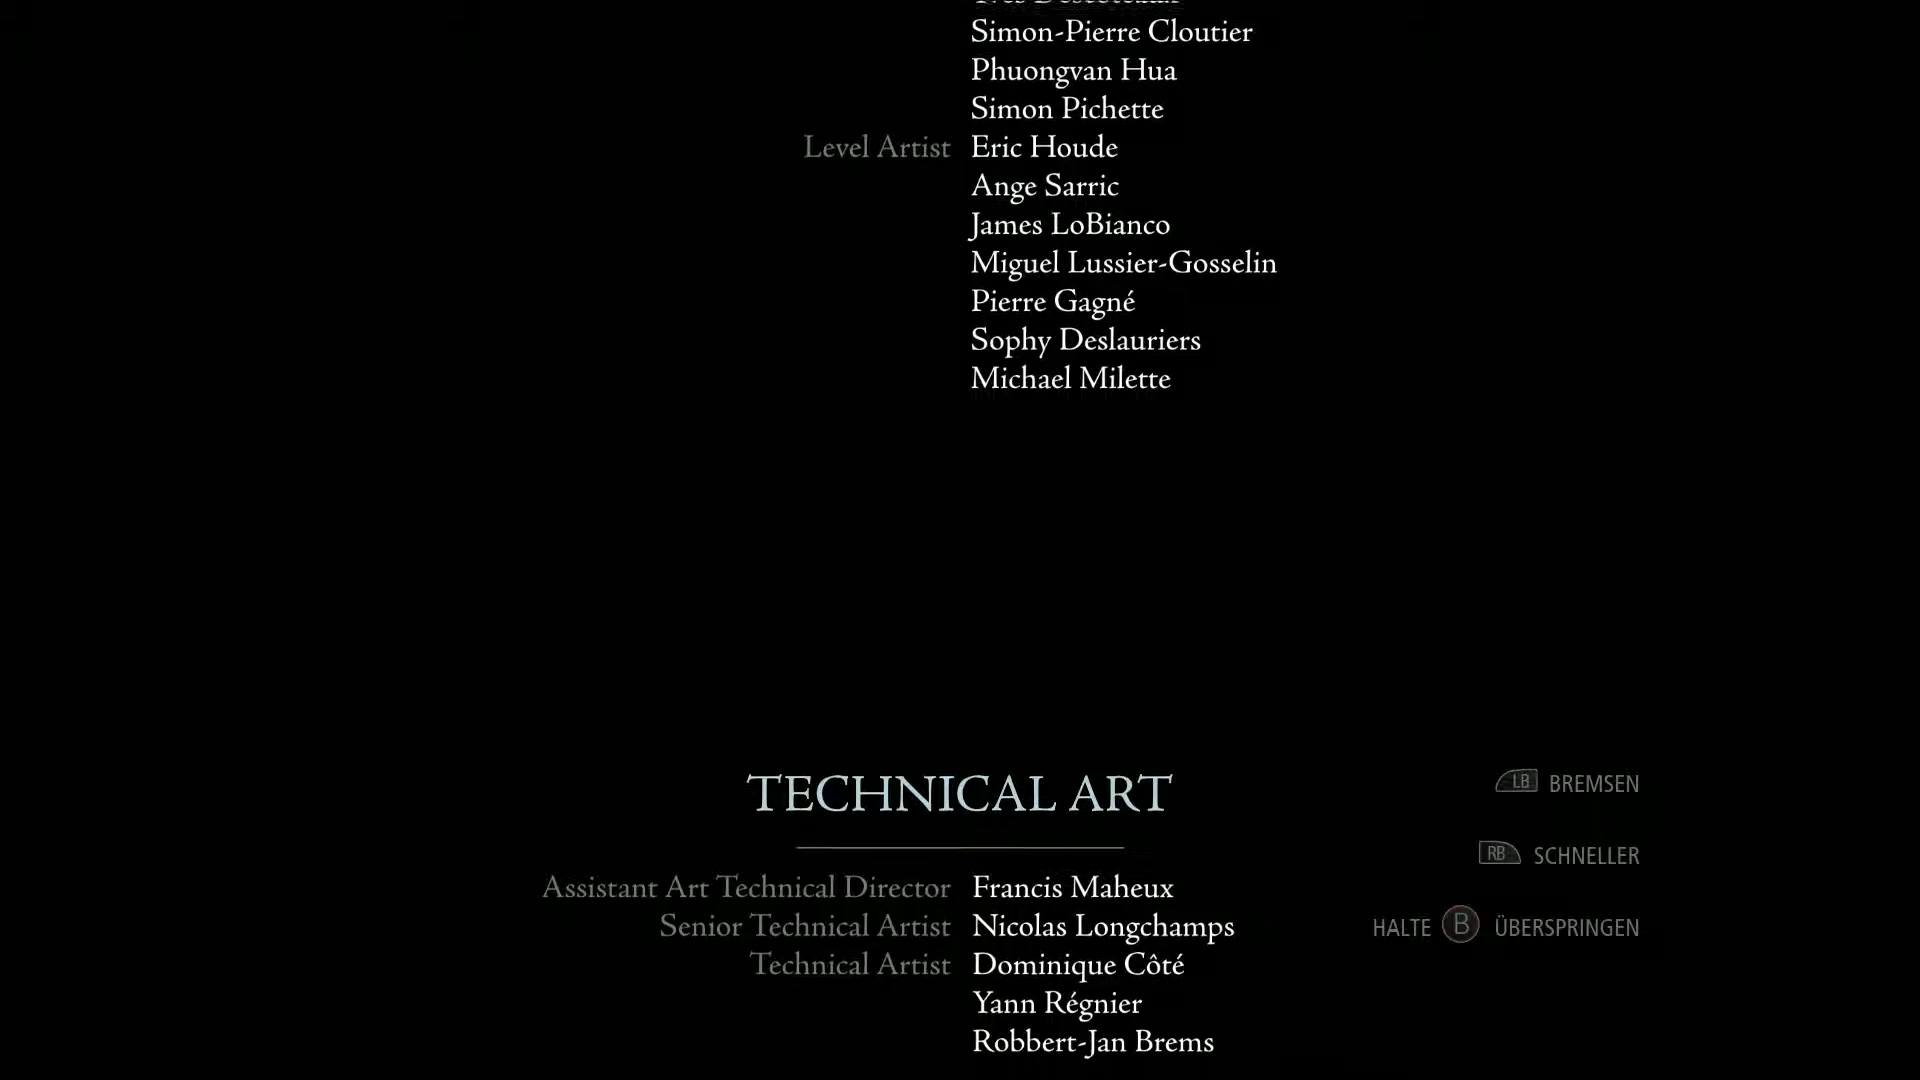 Simon-Pierre Cloutier
Phuongvan Hua
Simon Pichette
Level Artist Eric Houde
Ange Sarric
James LoBianco
Miguel Lussier-Gosselin
Pierre Gagné
Sophy Deslauriers
Michael Milette
TECHNICAL ART
LB BREMSEN
RB SCHNELLER
Assistant Art Technical Director Francis Maheux
Senior Technical Artist Nicolas Longchamps
HALTE B ÜBERSPRINGEN
Technical Artist Dominique Côté
Yann Régnier
Robbert-Jan Brems